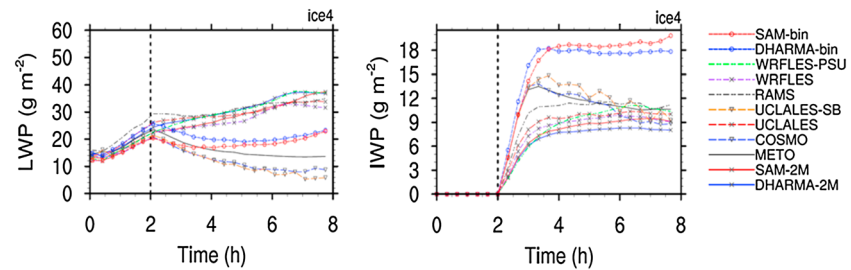 ice4
60
50
40
30
20
10
0
LWP (g m⁻²)
0 2 4 6 8
Time (h)
ice4
18
15
12
9
6
3
0
IWP (g m⁻²)
0 2 4 6 8
Time (h)
SAM-bin
DHARMA-bin
WRFLES-PSU
WRFLES
RAMS
UCLALES-SB
UCLALES
COSMO
METO
SAM-2M
DHARMA-2M